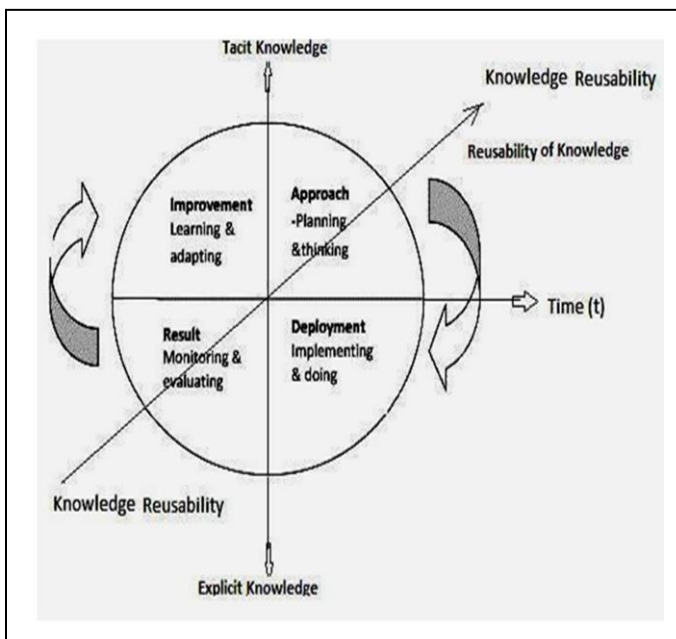 Tacit Knowledge
Knowledge Reusability
Reusability of Knowledge
Improvement
Learning &
adapting
Approach
-Planning
&thinking
Time (t)
Result
Monitoring &
evaluating
Deployment
Implementing
& doing
Knowledge Reusability
Explicit Knowledge